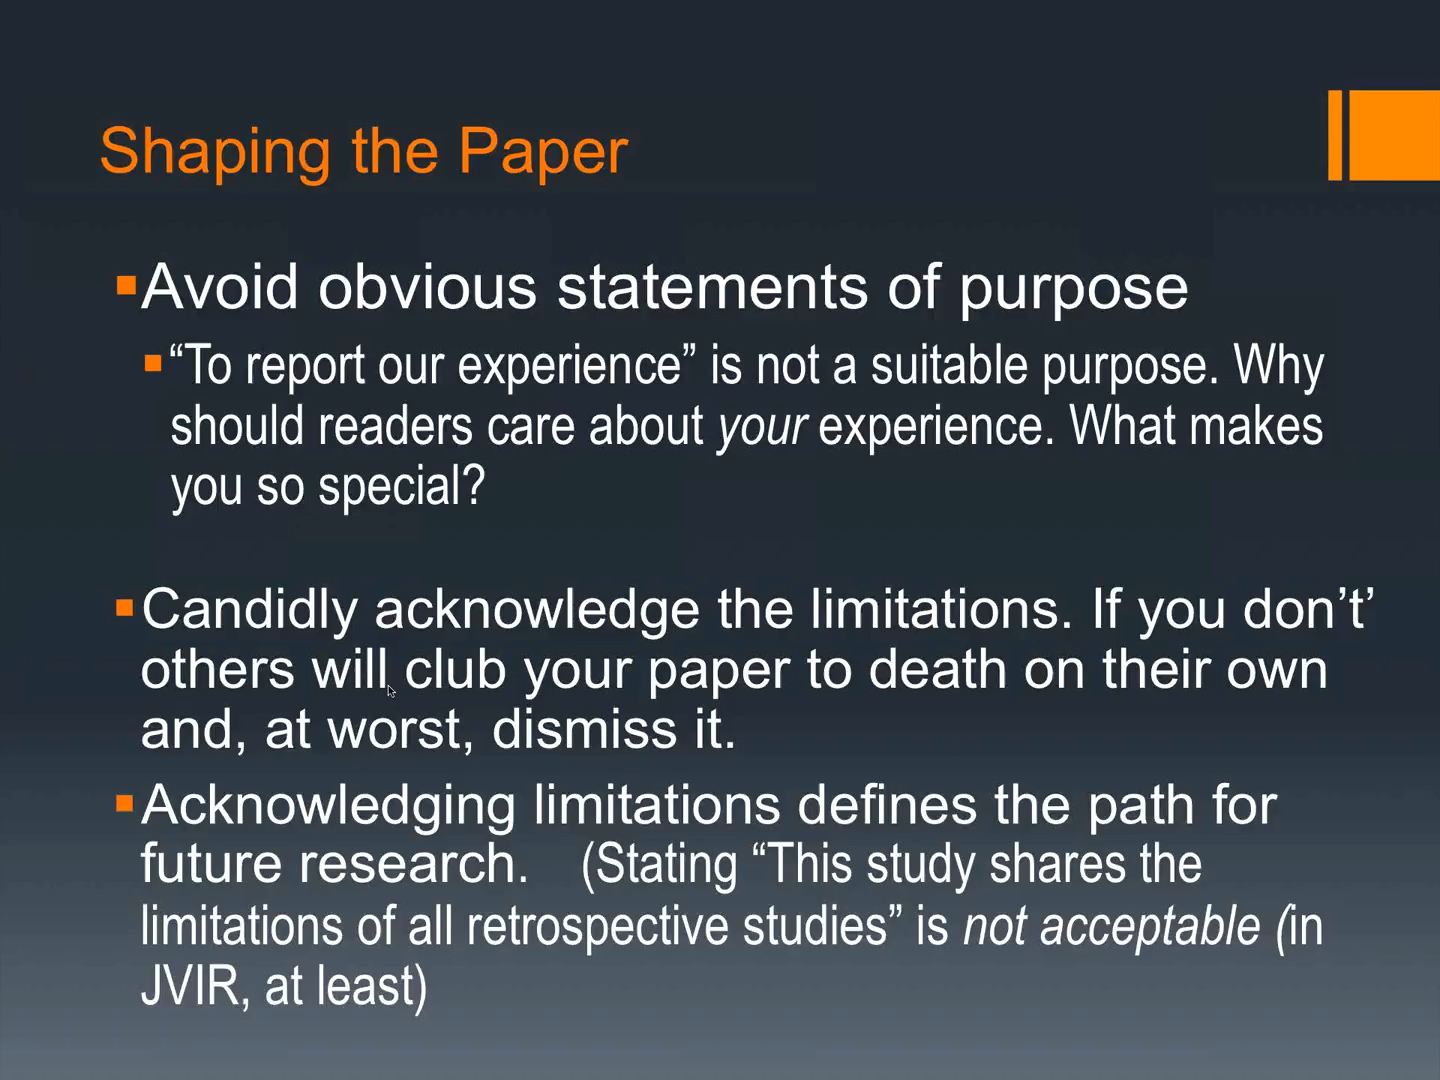 Shaping the Paper
Avoid obvious statements of purpose
“To report our experience” is not a suitable purpose. Why
should readers care about your experience. What makes
you so special?
Candidly acknowledge the limitations. If you don’t’
others will club your paper to death on their own
and, at worst, dismiss it.
Acknowledging limitations defines the path for
future research. (Stating “This study shares the
limitations of all retrospective studies” is not acceptable (in
JVIR, at least)